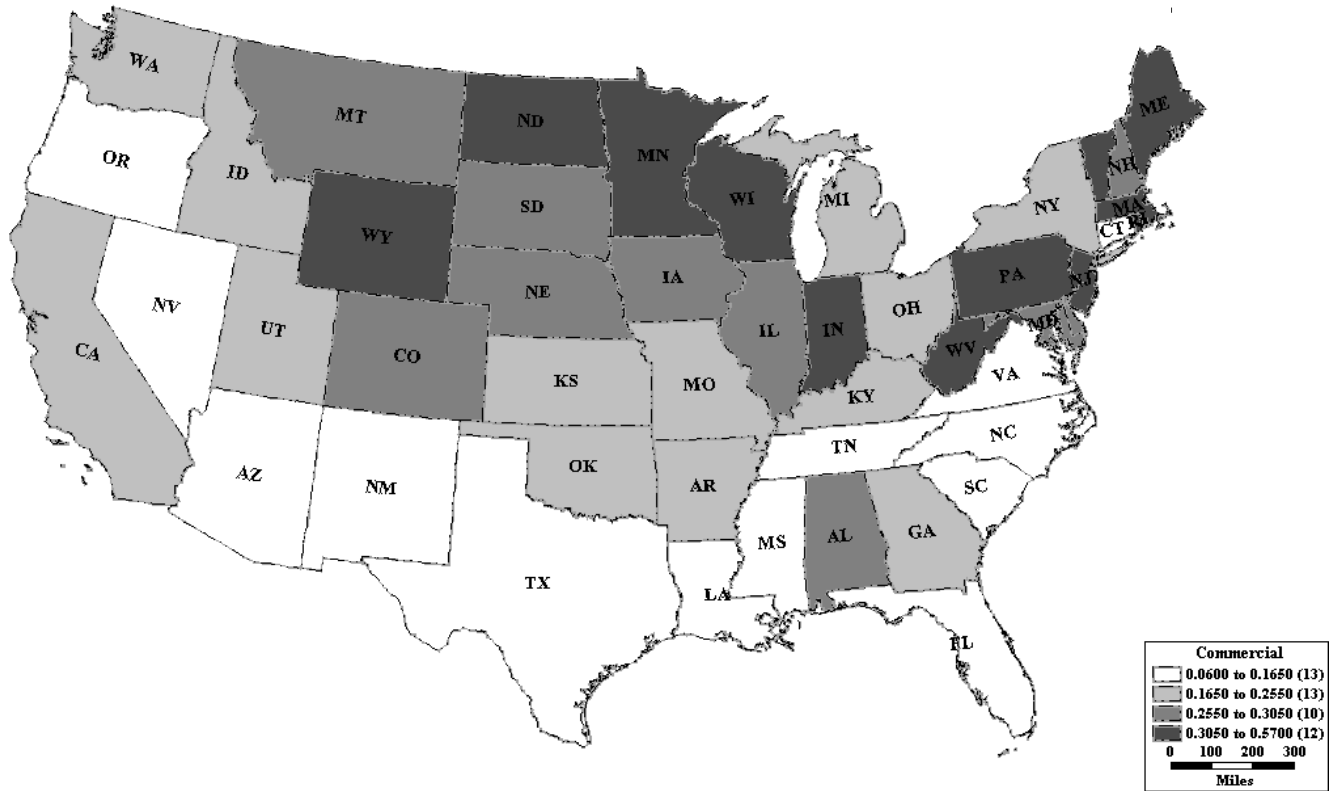 WA
MT
ND
MN
ME
OR
ID
SD
WI
MI
NY
NH
MA
CT
RI
WY
NV
UT
CO
NE
IA
IL
IN
OH
PA
NJ
MD
WV
VA
CA
KS
MO
KY
AZ
NM
OK
AR
TN
NC
SC
MS
AL
GA
TX
LA
FL
Commercial
0.0600 to 0.1650 (13)
0.1650 to 0.2550 (13)
0.2550 to 0.3050 (10)
0.3050 to 0.5700 (12)
0 100 200 300
Miles